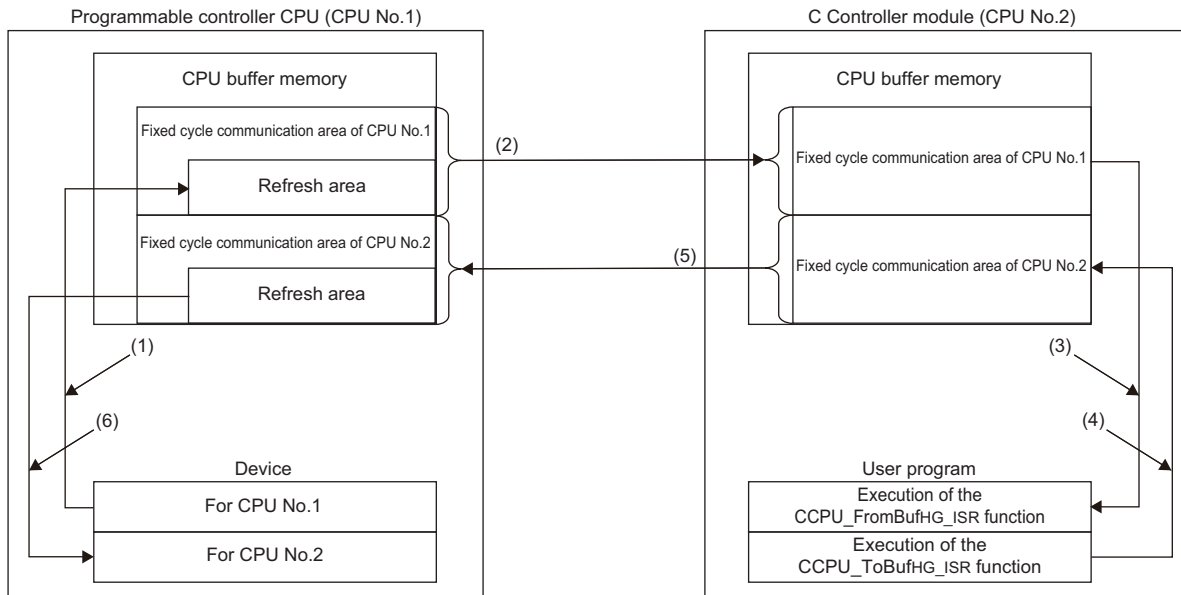 Programmable controller CPU (CPU No.1)
C Controller module (CPU No.2)
CPU buffer memory
CPU buffer memory
Fixed cycle communication area of CPU No.1
(2)
Fixed cycle communication area of CPU No.1
Refresh area
Fixed cycle communication area of CPU No.2
(5)
Fixed cycle communication area of CPU No.2
Refresh area
(1)
(3)
(6)
(4)
Device
User program
For CPU No.1
Execution of the
CCPU_FromBufHG_ISR function
For CPU No.2
Execution of the
CCPU_ToBufHG_ISR function